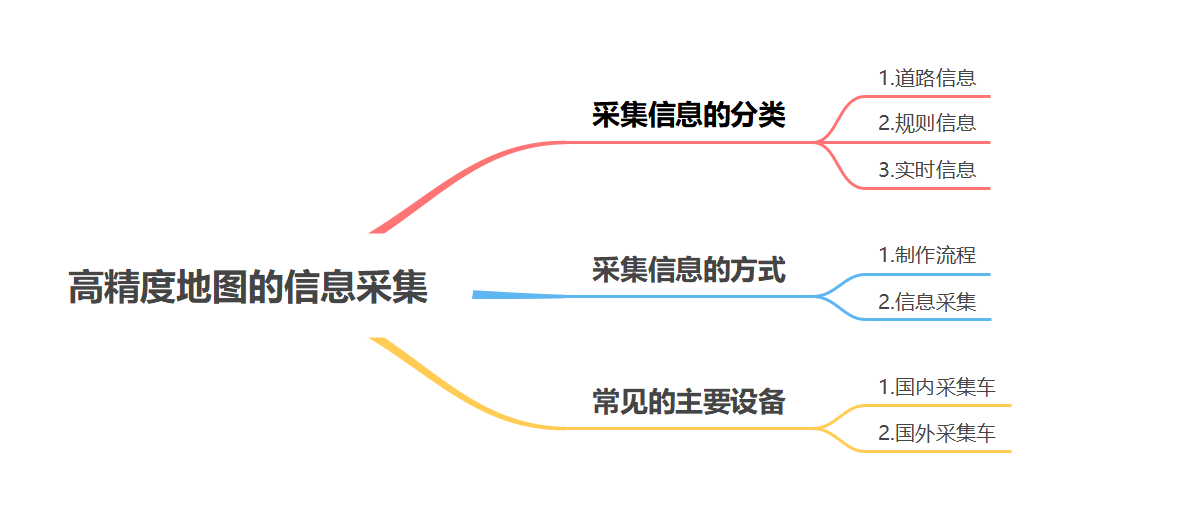 高精度地图的信息采集
采集信息的分类
1.道路信息
2.规则信息
3.实时信息
采集信息的方式
1.制作流程
2.信息采集
常见的主要设备
1.国内采集车
2.国外采集车